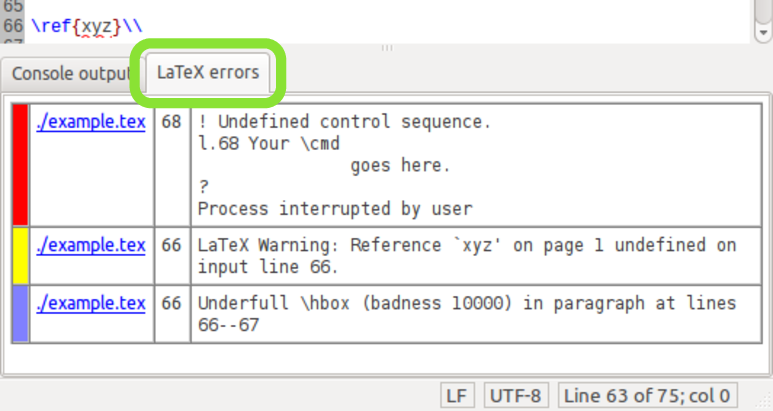 65
66 \ref{xyz}\\
Console output
LaTeX errors
./example.tex 68 ! Undefined control sequence.
l.68 Your \cmd
goes here.
?
Process interrupted by user
./example.tex 66 LaTeX Warning: Reference `xyz' on page 1 undefined on
input line 66.
./example.tex 66 Underfull \hbox (badness 10000) in paragraph at lines
66--67
LF UTF-8 Line 63 of 75; col 0